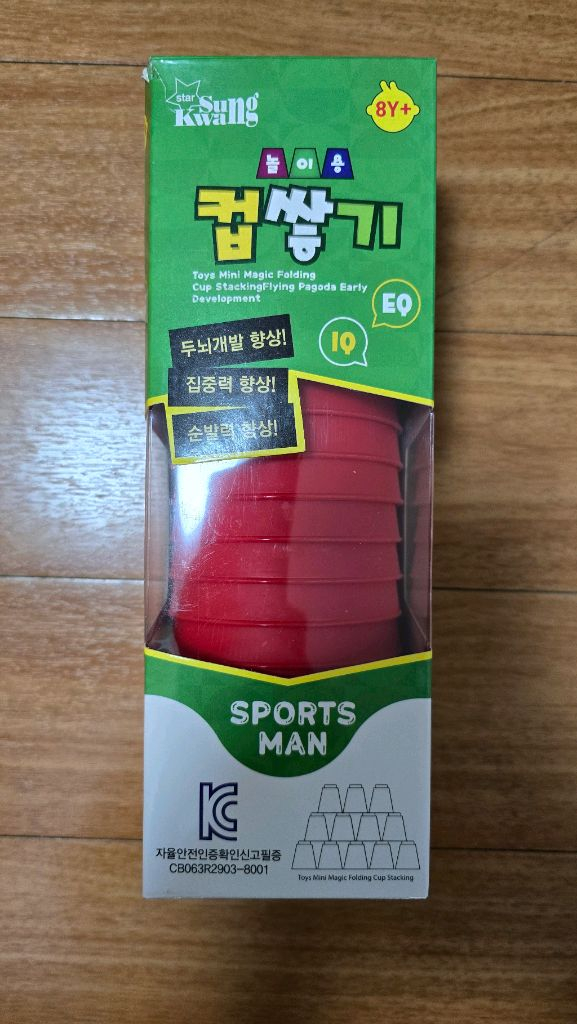 star
Sung
Kwang
8Y+
놀이용
컵쌓기
Toys Mini Magic Folding
Cup StackingFlying Pagoda Early
Development
EQ
IQ
두뇌개발 향상!
집중력 향상!
순발력 향상!
SPORTS
MAN
KC
자율안전인증확인신고필증
CB063R2903-8001
Toys Mini Magic Folding Cup Stacking